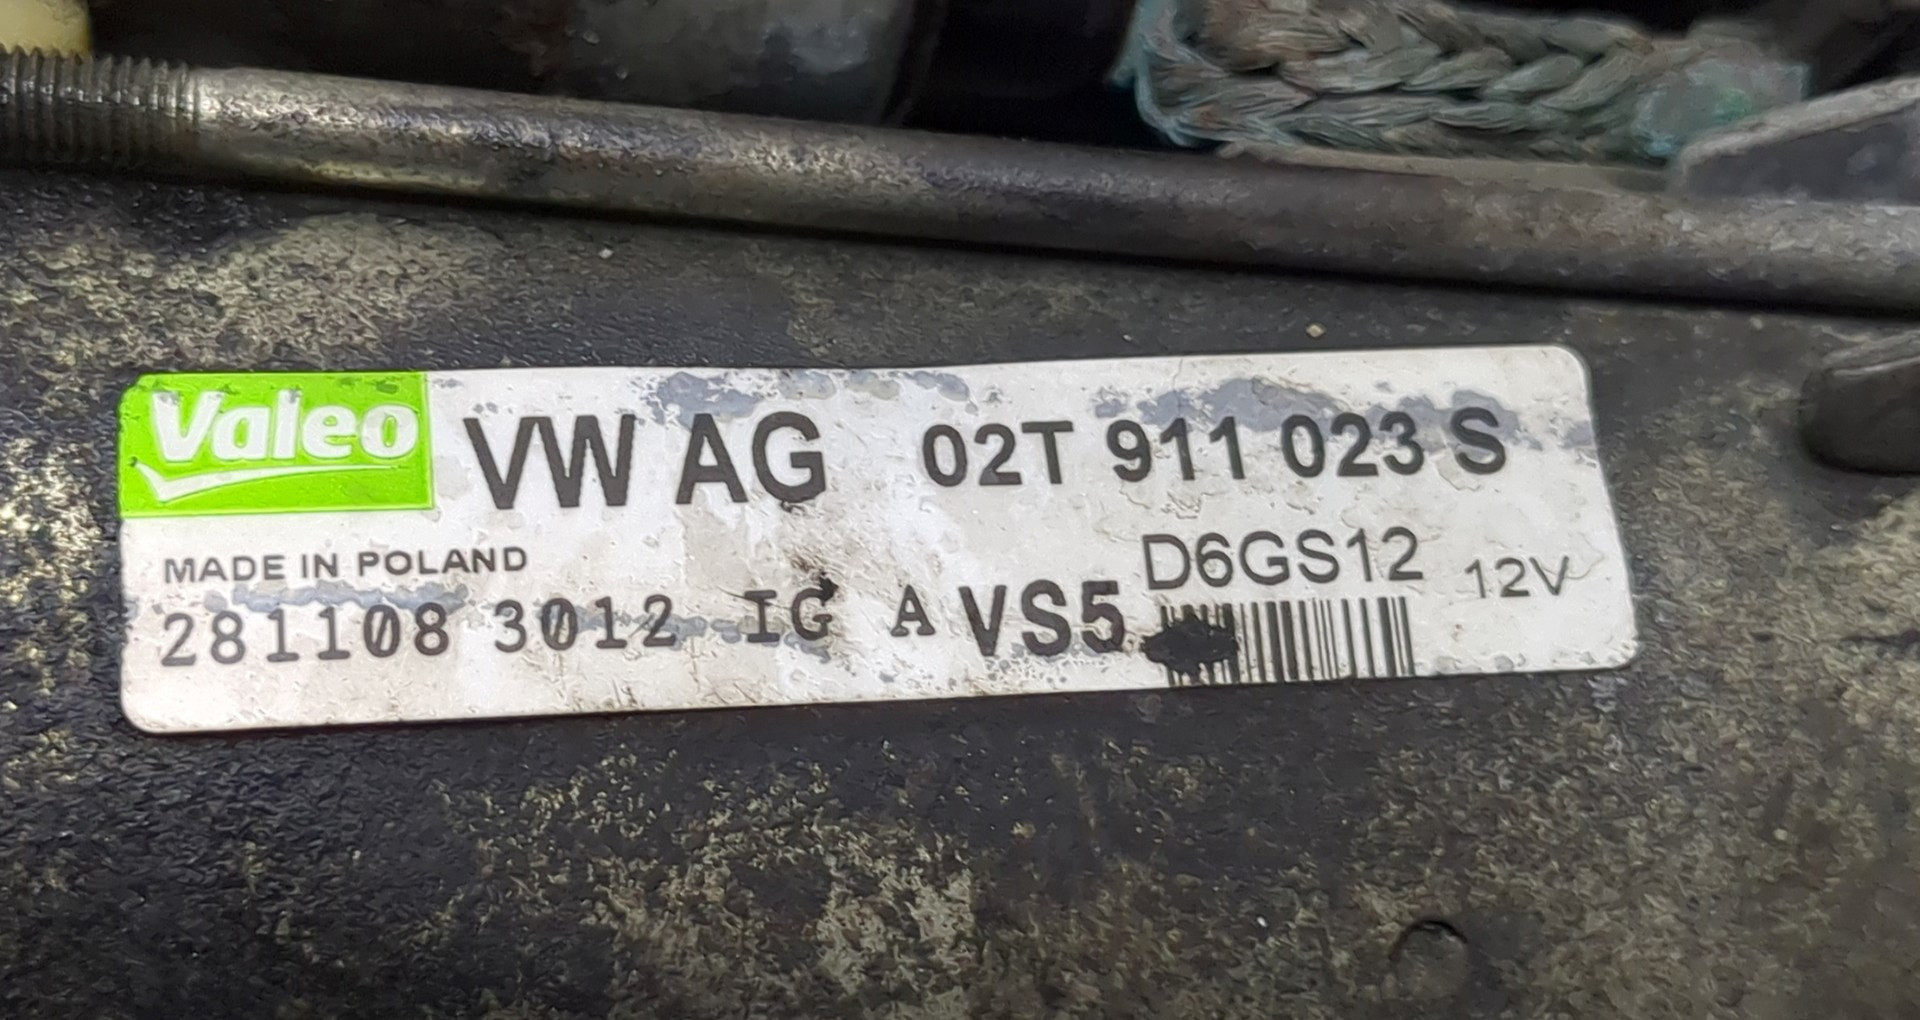 Valeo VW AG 02T 911 023 S
MADE IN POLAND D6GS12 12V
281108 3012 IG A VS5